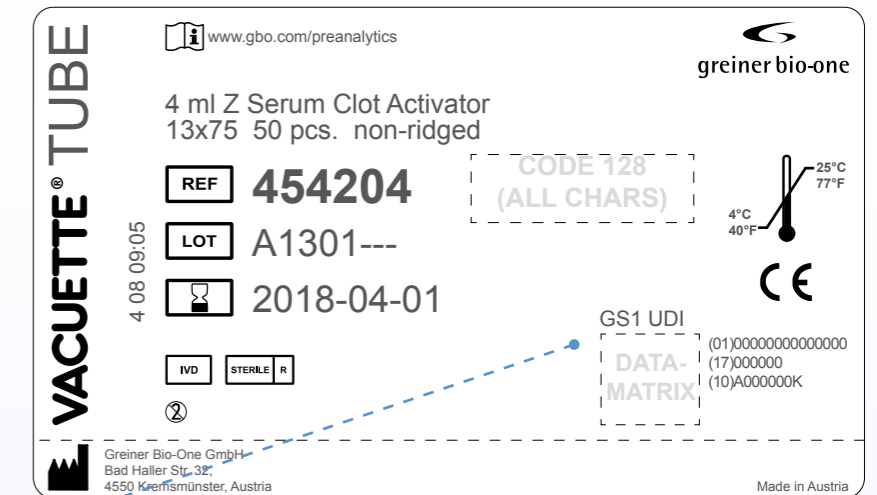 VACUETTE® TUBE
www.gbo.com/preanalytics
greiner bio-one
4 ml Z Serum Clot Activator
13x75 50 pcs. non-ridged
REF 454204
CODE 128
(ALL CHARS)
25°C
77°F
4°C
40°F
LOT A1301---
4 08 09:05
2018-04-01
CE
GS1 UDI
DATA-
MATRIX
(01)00000000000000
(17)000000
(10)A000000K
IVD STERILE R
2
Greiner Bio-One GmbH
Bad Haller Str. 32,
4550 Kremsmünster, Austria
Made in Austria